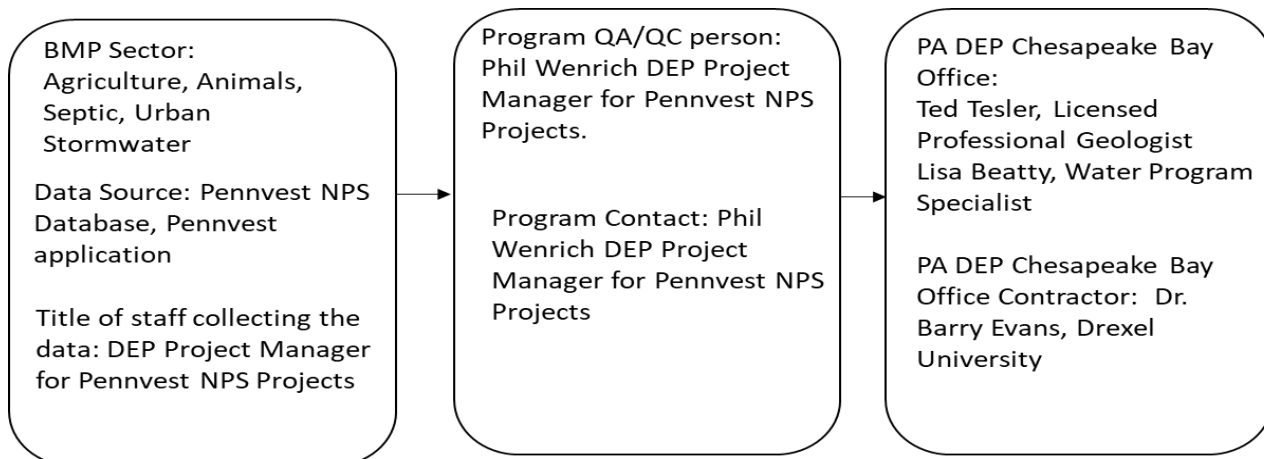 BMP Sector:
Agriculture, Animals,
Septic, Urban
Stormwater
Data Source: Pennvest NPS
Database, Pennvest
application
Title of staff collecting the
data: DEP Project Manager
for Pennvest NPS Projects
Program QA/QC person:
Phil Wenrich DEP Project
Manager for Pennvest NPS
Projects.
Program Contact: Phil
Wenrich DEP Project
Manager for Pennvest NPS
Projects
PA DEP Chesapeake Bay
Office:
Ted Tesler, Licensed
Professional Geologist
Lisa Beatty, Water Program
Specialist
PA DEP Chesapeake Bay
Office Contractor: Dr.
Barry Evans, Drexel
University